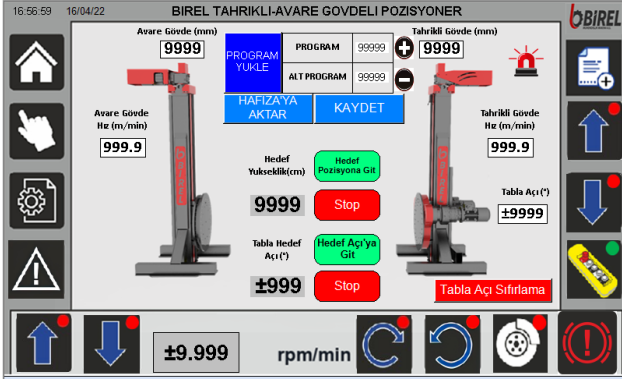 16:56:59 16/04/22 BIREL TAHRIKLI-AVARE GOVDELI POZISYONER
BIREL
Avare Gövde (mm)
9999
PROGRAM YUKLE
PROGRAM 99999
ALT PROGRAM 99999
Tahrikli Gövde (mm)
9999
HAFIZA'YA
AKTAR
KAYDET
Avare Gövde
Hız (m/min)
999.9
Tahrikli Gövde
Hız (m/min)
999.9
Hedef
Yukseklik(cm)
Hedef
Pozisyona Git
9999
Stop
Tabla Açı (°)
±9999
Tabla Hedef
Açı (°)
Hedef Açı'ya
Git
±999
Stop
Tabla Açı Sıfırlama
±9.999
rpm/min